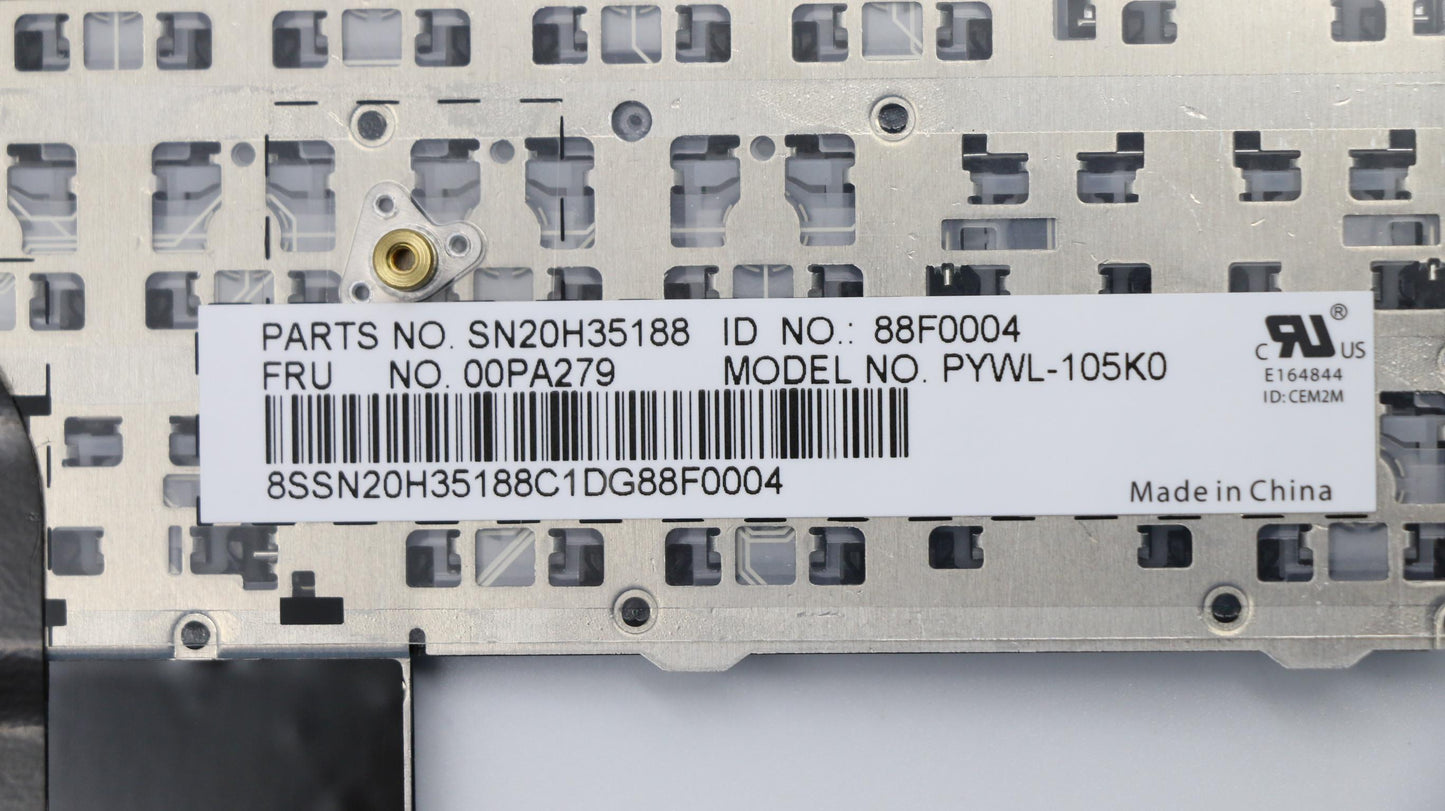 PARTS NO. SN20H35188 ID NO.: 88F0004
FRU NO. 00PA279 MODEL NO. PYWL-105K0
8SSN20H35188C1DG88F0004
C RU US ®
E164844
ID: CEM2M
Made in China